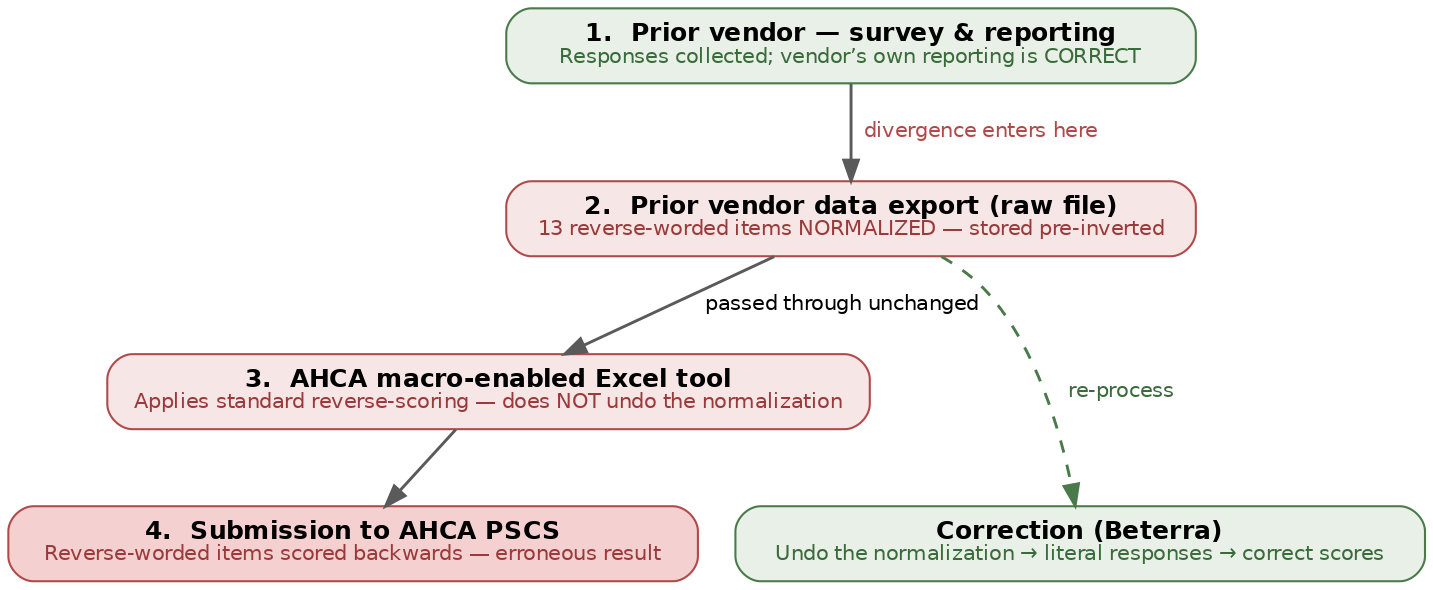 1.  Prior vendor — survey & reporting
Responses collected; vendor’s own reporting is CORRECT
divergence enters here
2.  Prior vendor data export (raw file)
13 reverse-worded items NORMALIZED — stored pre-inverted
passed through unchanged
3.  AHCA macro-enabled Excel tool
Applies standard reverse-scoring — does NOT undo the normalization
re-process
4.  Submission to AHCA PSCS
Reverse-worded items scored backwards — erroneous result
Correction (Beterra)
Undo the normalization → literal responses → correct scores